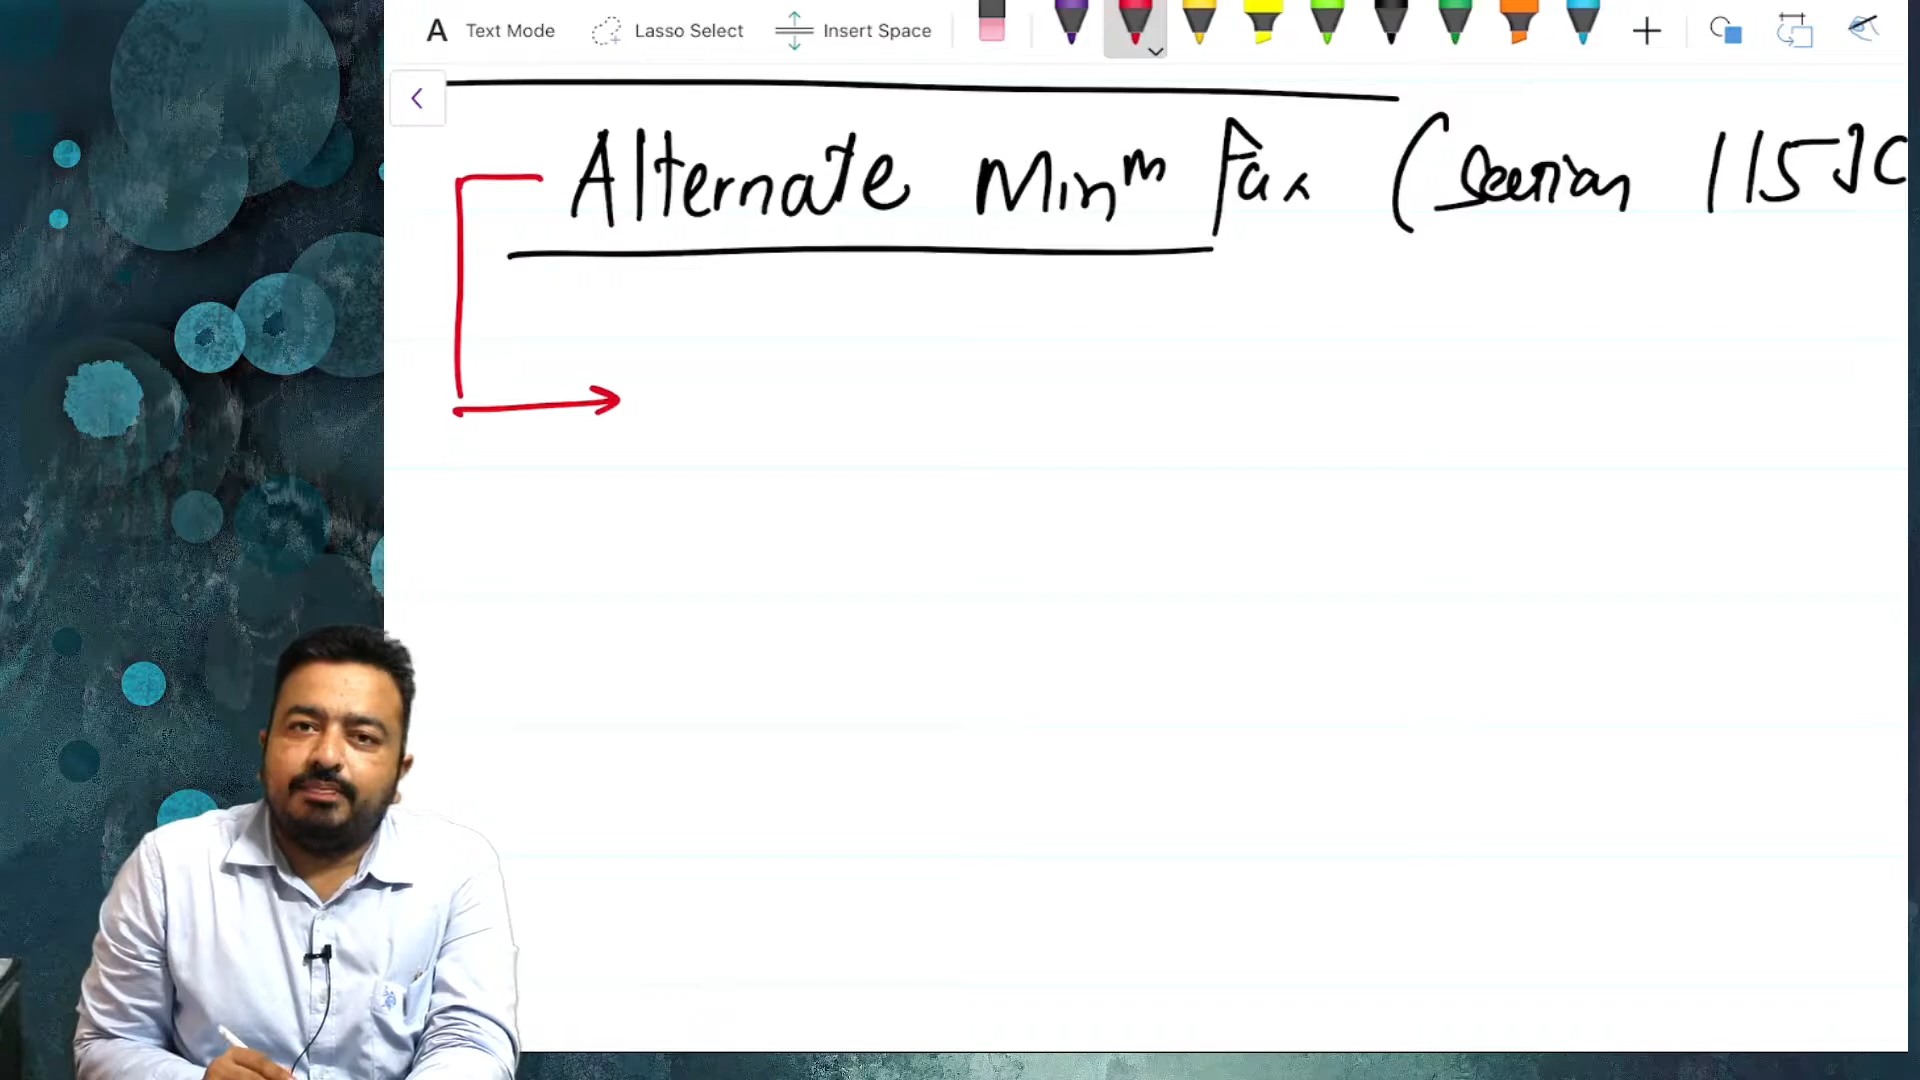 A Text Mode Lasso Select Insert Space
Alternate Minᵐ Tax (Section 115JC